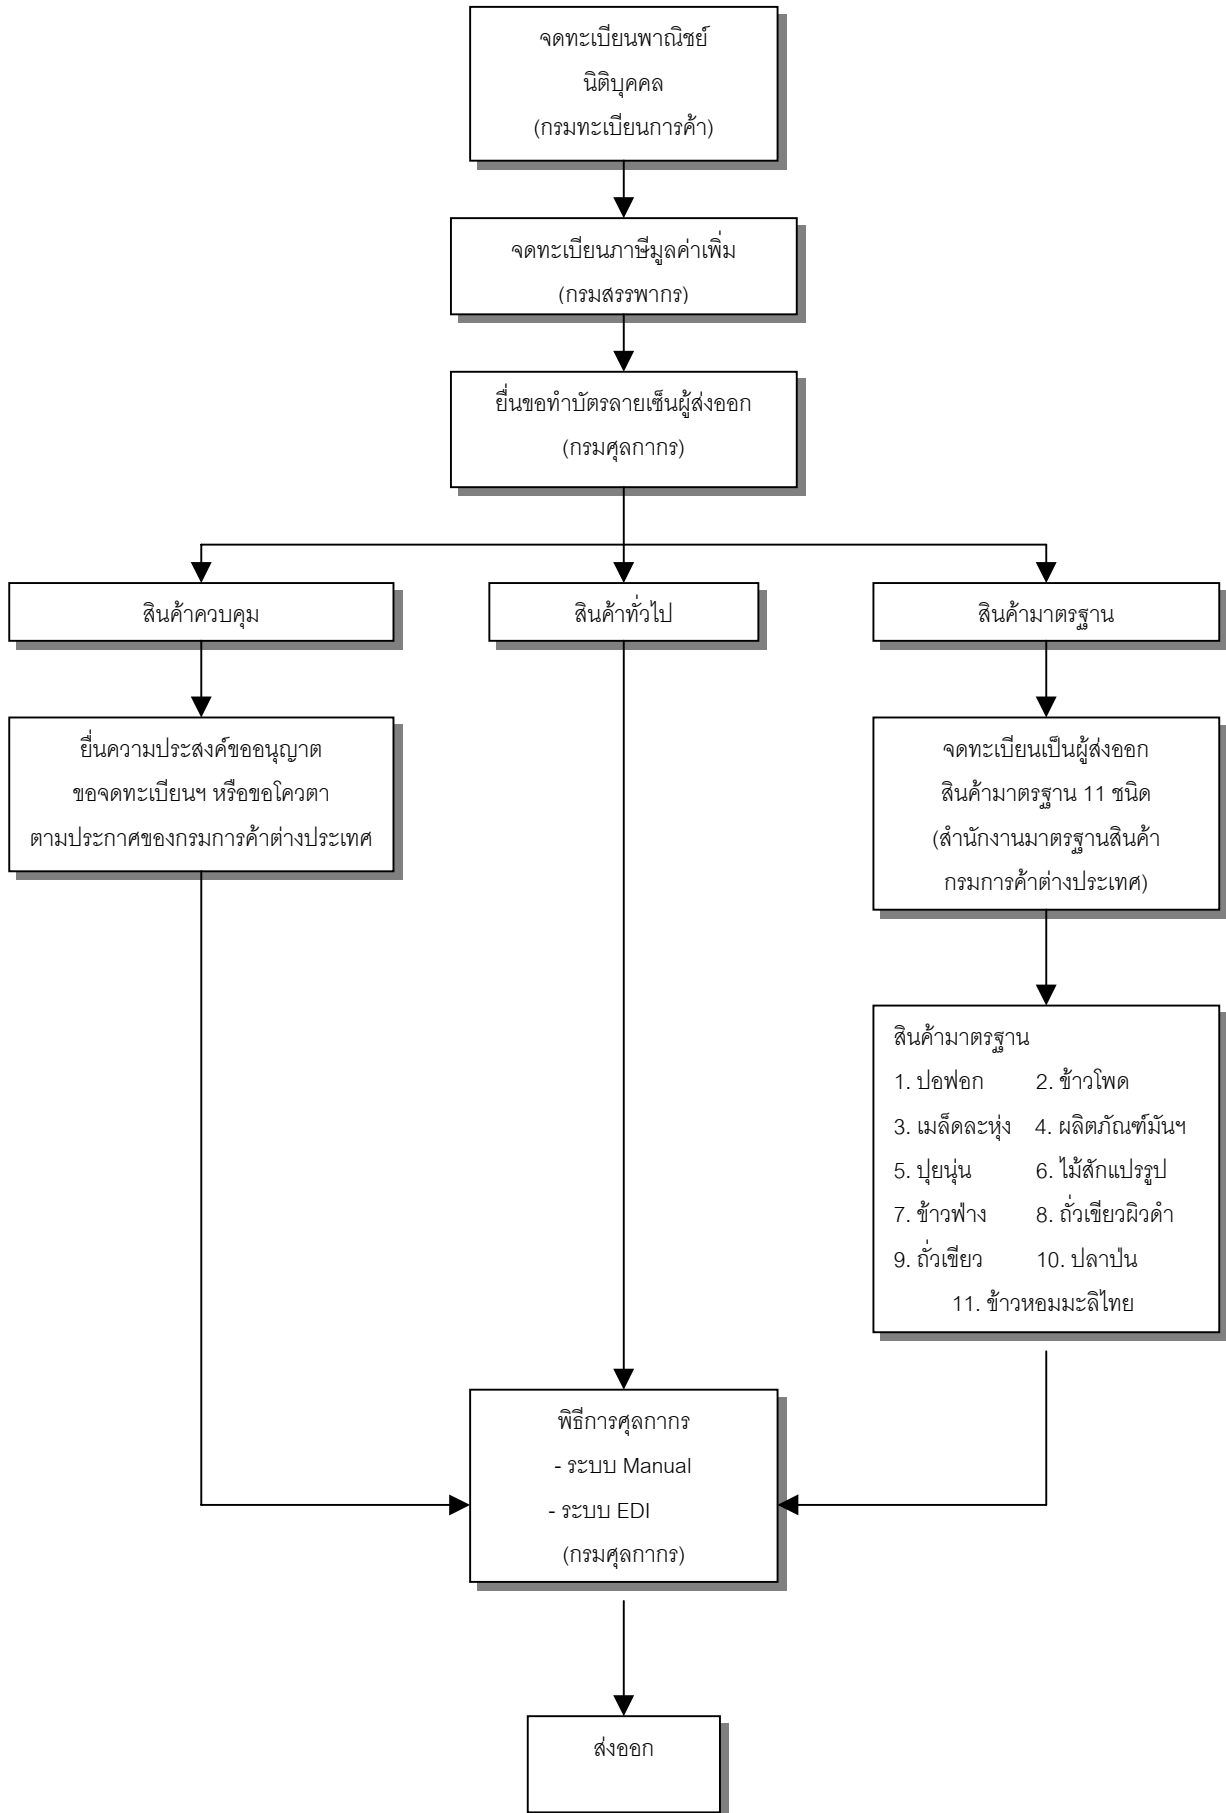 จดทะเบียนพาณิชย์
นิติบุคคล
(กรมทะเบียนการค้า)
จดทะเบียนภาษีมูลค่าเพิ่ม
(กรมสรรพากร)
ยื่นขอทำบัตรลายเซ็นผู้ส่งออก
(กรมศุลกากร)
สินค้าควบคุม
สินค้าทั่วไป
สินค้ามาตรฐาน
ยื่นความประสงค์ขออนุญาต
ขอจดทะเบียนฯ หรือขอโควตา
ตามประกาศของกรมการค้าต่างประเทศ
จดทะเบียนเป็นผู้ส่งออก
สินค้ามาตรฐาน 11 ชนิด
(สำนักงานมาตรฐานสินค้า
กรมการค้าต่างประเทศ)
สินค้ามาตรฐาน
1. ปอฟอก 2. ข้าวโพด
3. เมล็ดละหุ่ง 4. ผลิตภัณฑ์มันฯ
5. ปุยนุ่น 6. ไม้สักแปรรูป
7. ข้าวฟ่าง 8. ถั่วเขียวผิวดำ
9. ถั่วเขียว 10. ปลาป่น
11. ข้าวหอมมะลิไทย
พิธีการศุลกากร
- ระบบ Manual
- ระบบ EDI
(กรมศุลกากร)
ส่งออก